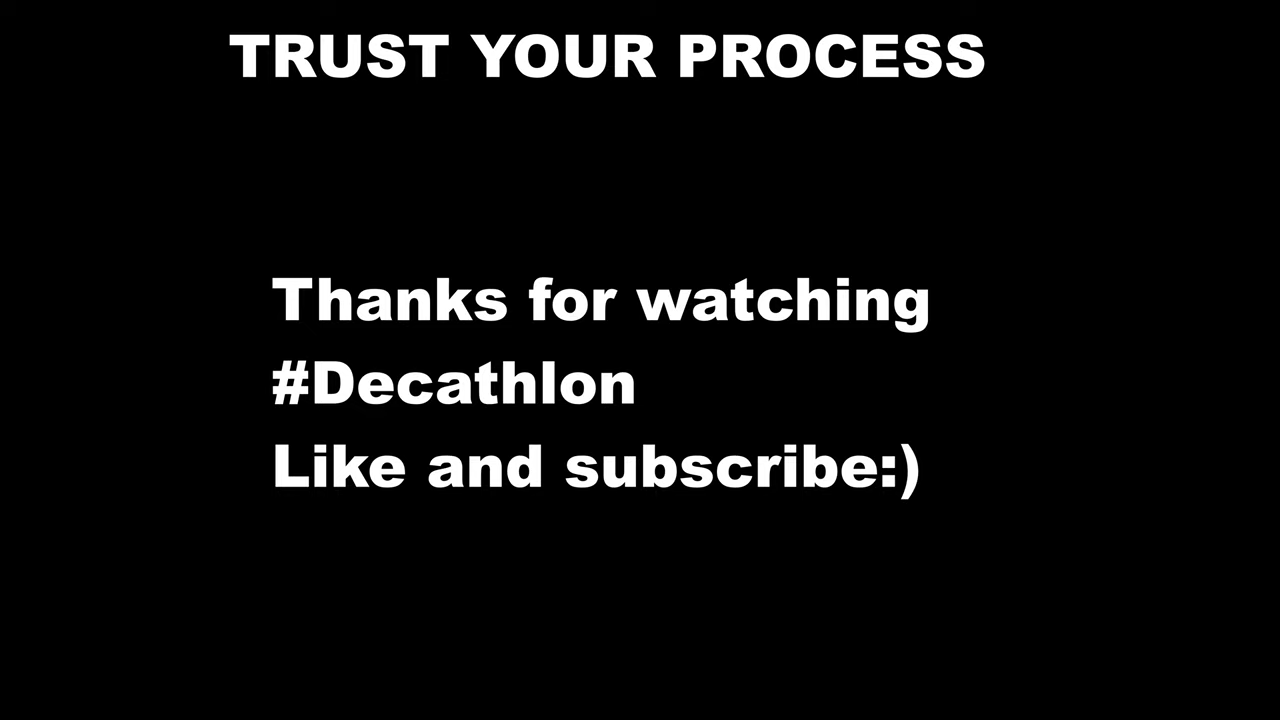 TRUST YOUR PROCESS
Thanks for watching
#Decathlon
Like and subscribe:)